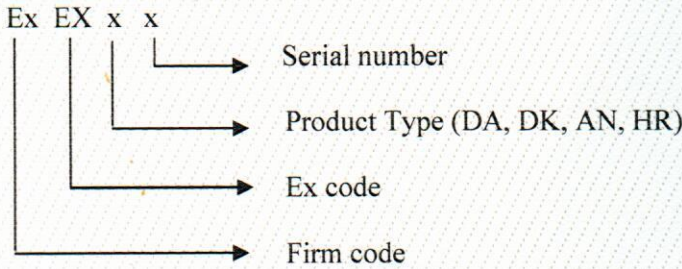 Ex EX x x
Serial number
Product Type (DA, DK, AN, HR)
Ex code
Firm code